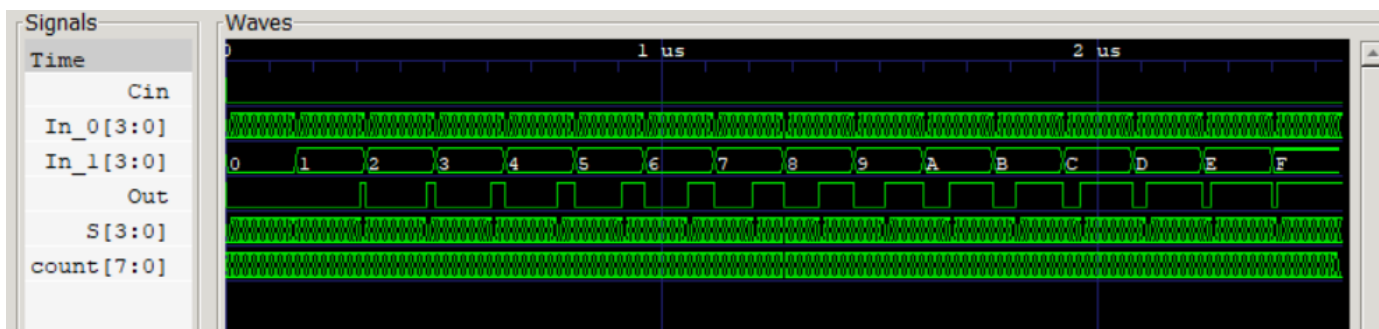 Signals
Waves
Time
0
1 us
2 us
Cin
In_0[3:0]
In_1[3:0]
0 1 2 3 4 5 6 7 8 9 A B C D E F
Out
S[3:0]
count[7:0]